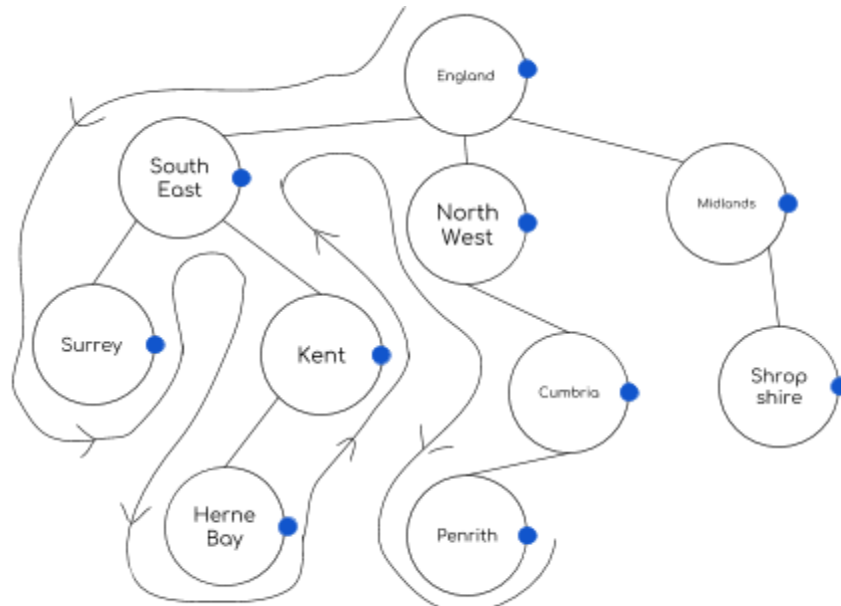 England
South
East
North
West
Midlands
Surrey
Kent
Cumbria
Shrop
shire
Herne
Bay
Penrith